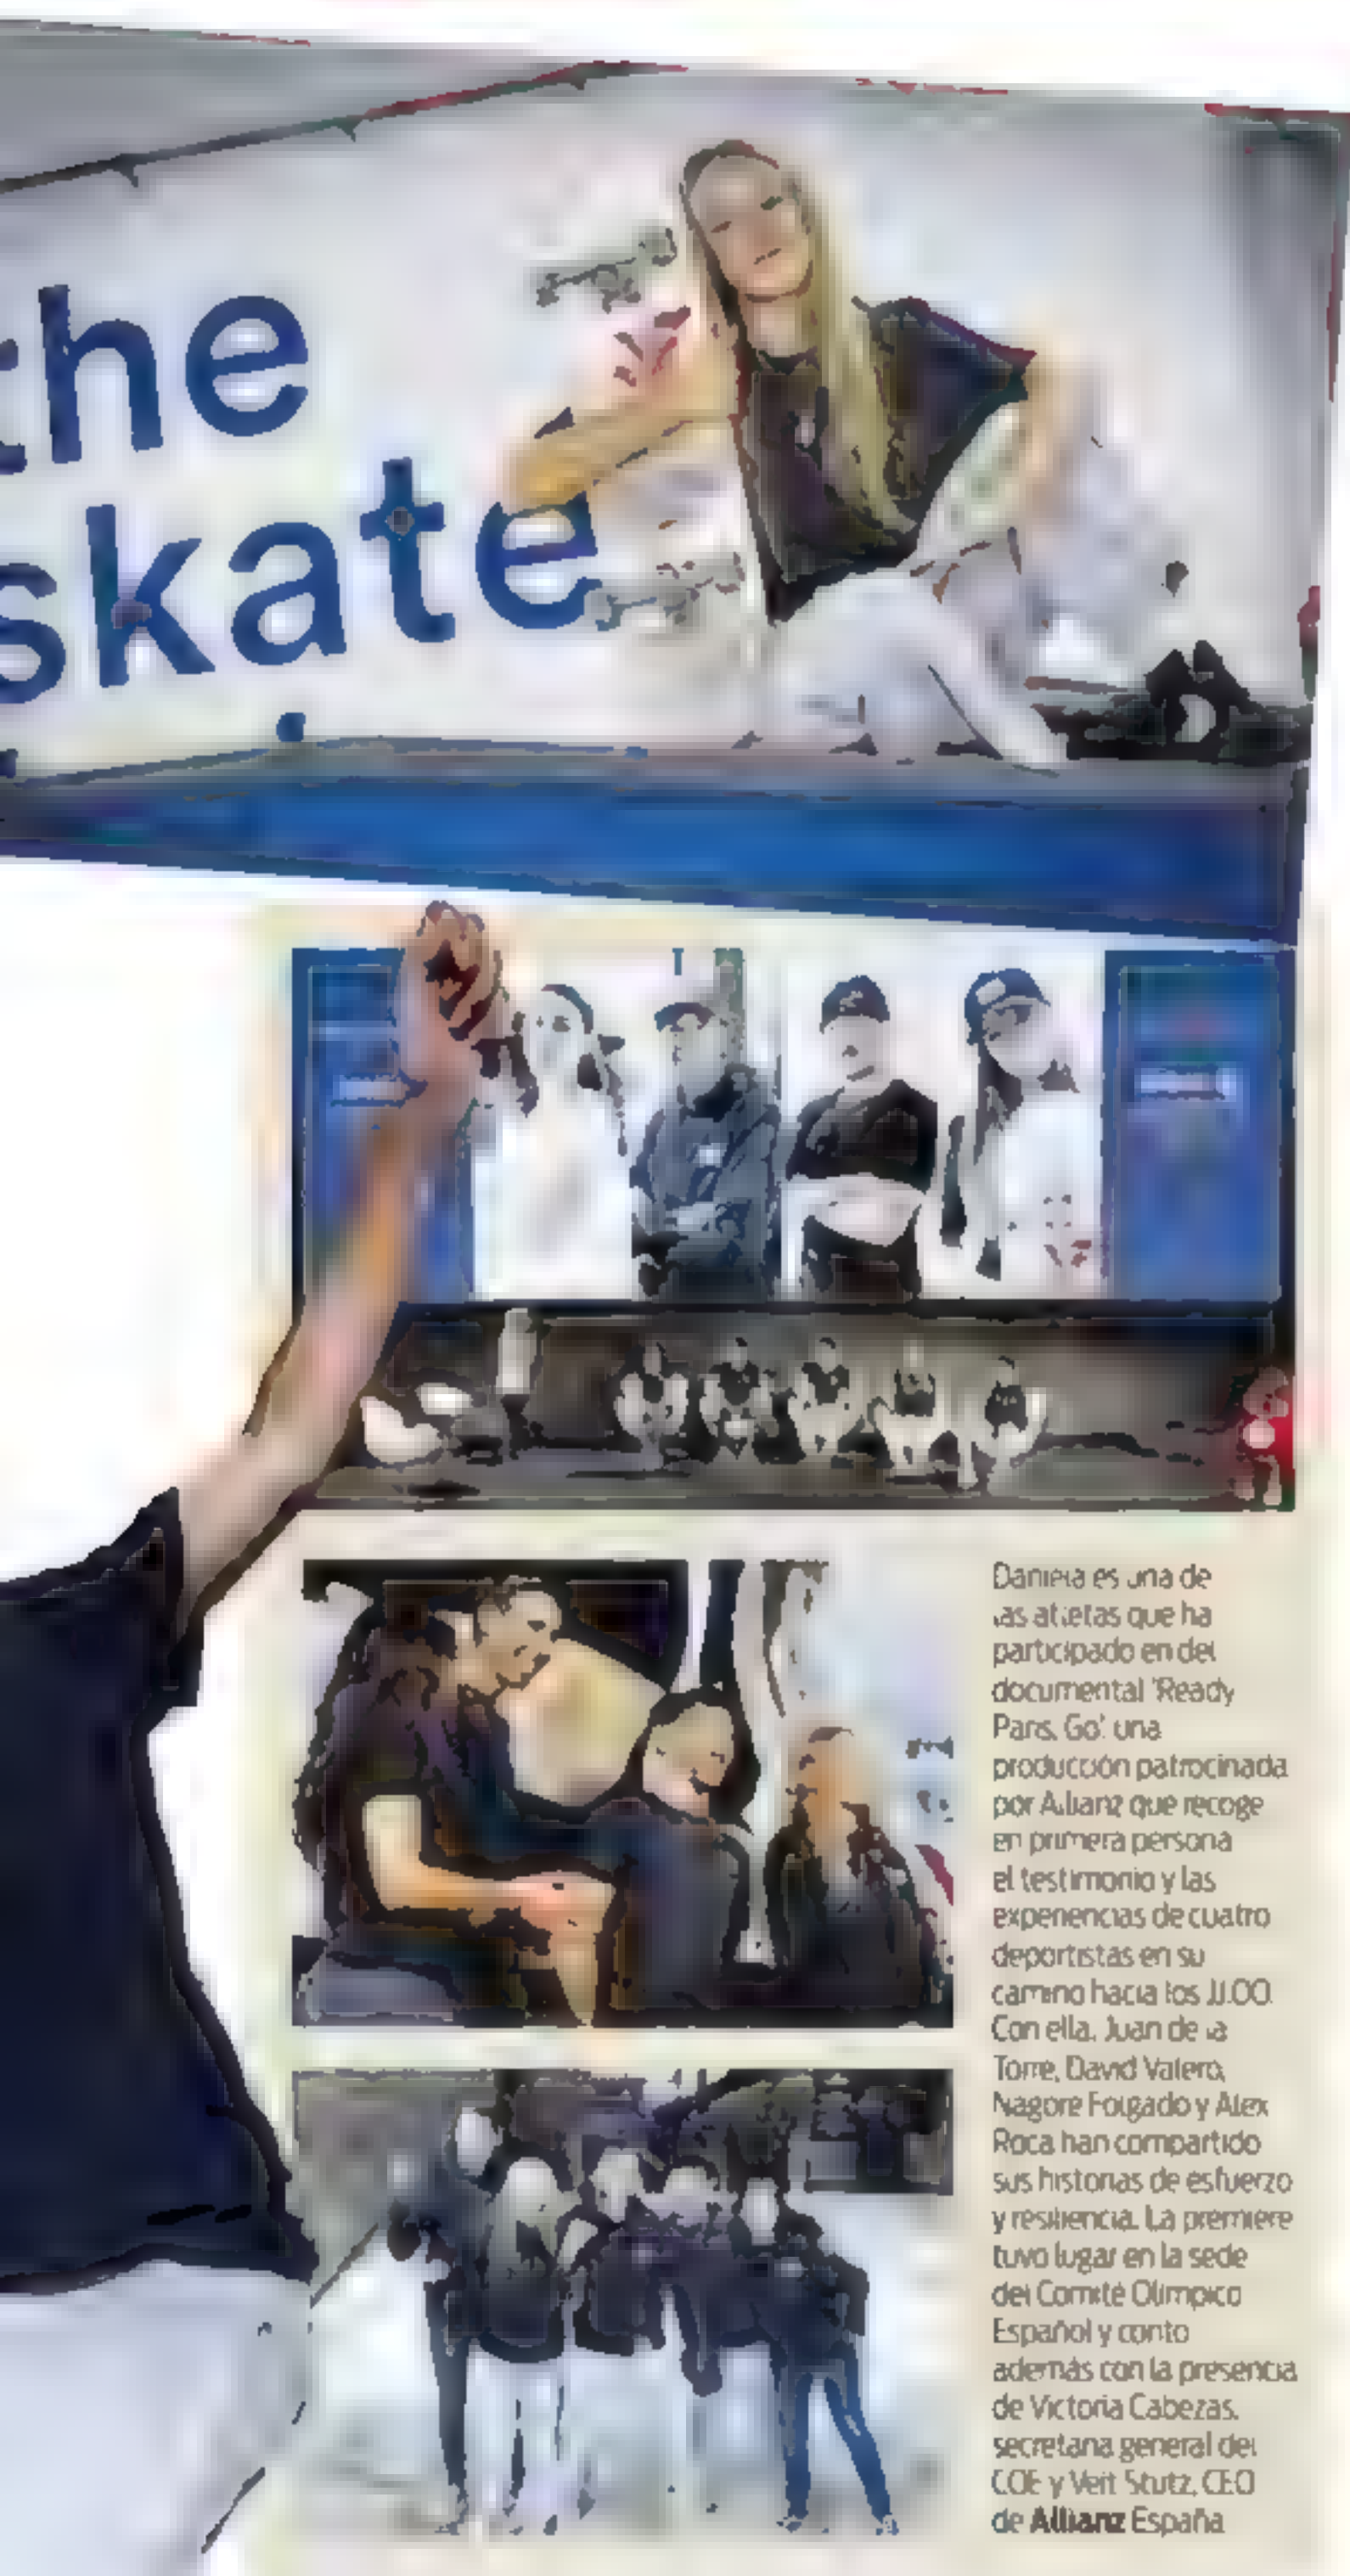 the
skate
Daniela es una de
las atletas que ha
participado en del
documental 'Ready
Paris, Go', una
producción patrocinada
por Allianz que recoge
en primera persona
el testimonio y las
experiencias de cuatro
deportistas en su
camino hacia los JJ.OO.
Con ella, Juan de la
Torre, David Valero,
Nagore Folgado y Alex
Roca han compartido
sus historias de esfuerzo
y resiliencia. La premiere
tuvo lugar en la sede
del Comité Olímpico
Español y contó
además con la presencia
de Victoria Cabezas,
secretaria general del
COE y Veit Stutz, CEO
de Allianz España